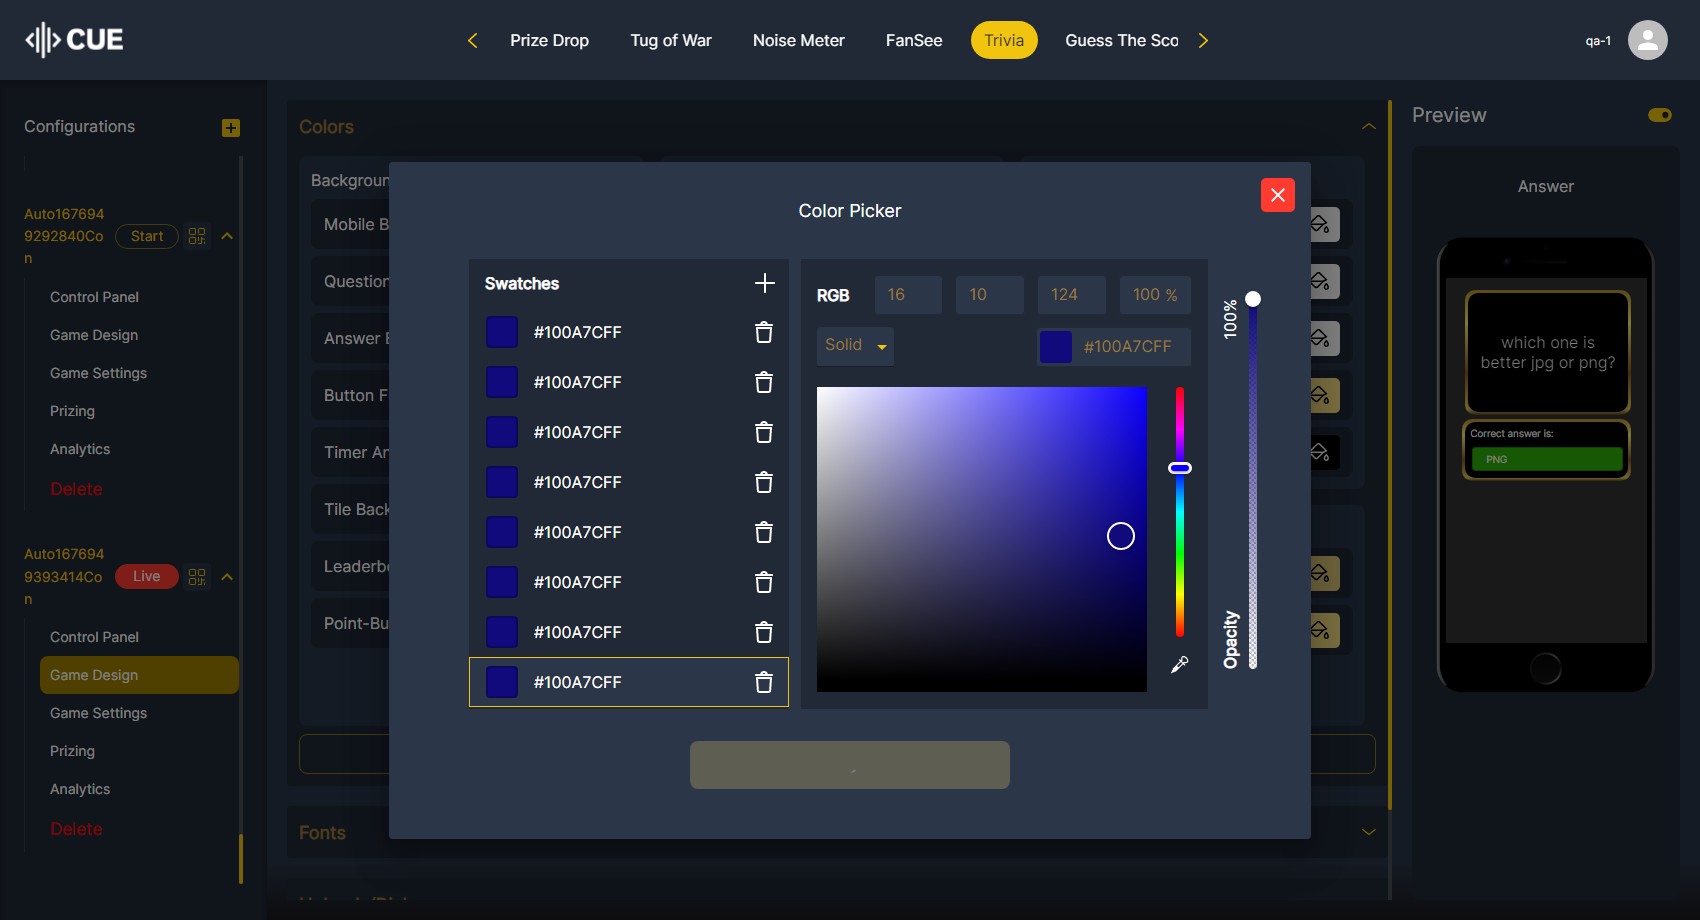 CUE
Prize Drop
Tug of War
Noise Meter
FanSee
Trivia
Guess The Sco
qa-1
Configurations
Auto167694
9292840Co
n
Start
Control Panel
Game Design
Game Settings
Prizing
Analytics
Delete
Auto167694
9393414Co
n
Live
Control Panel
Game Design
Game Settings
Prizing
Analytics
Delete
Colors
Backgroun
Mobile B
Question
Answer
Button F
Timer An
Tile Back
Leaderb
Point-Bu
Fonts
Color Picker
Swatches
#100A7CFF
#100A7CFF
#100A7CFF
#100A7CFF
#100A7CFF
#100A7CFF
#100A7CFF
#100A7CFF
RGB
16
10
124
100 %
Solid
#100A7CFF
100%
Opacity
Preview
Answer
which one is
better jpg or png?
Correct answer is:
PNG